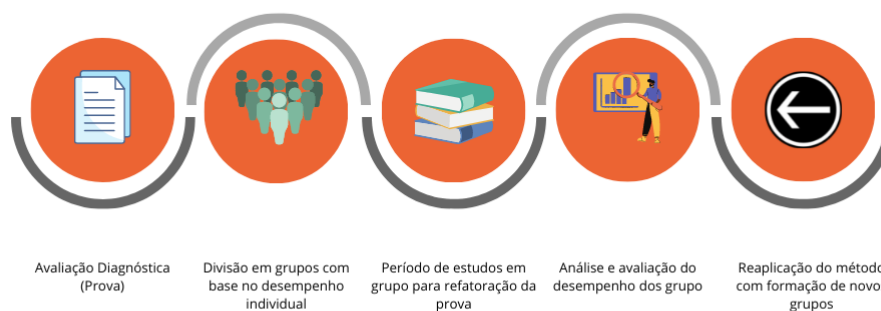 Avaliação Diagnóstica
(Prova)
Divisão em grupos com
base no desempenho
individual
Período de estudos em
grupo para refatoração da
prova
Análise e avaliação do
desempenho dos grupo
Reaplicação do método
com formação de novo
grupos